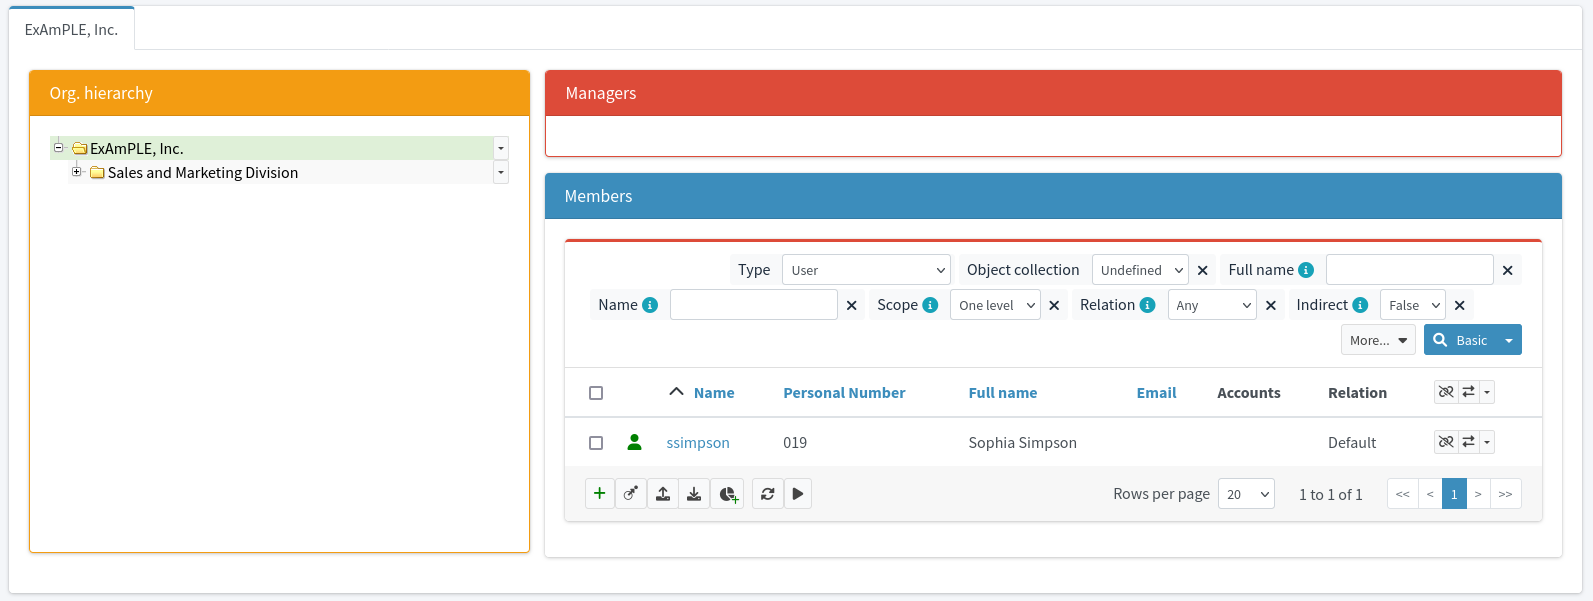 ExAmPLE, Inc.
Org. hierarchy
ExAmPLE, Inc.
Sales and Marketing Division
Managers
Members
Type User Object collection Undefined Full name
Name Scope One level Relation Any Indirect False
More... Basic
Name Personal Number Full name Email Accounts Relation
ssimpson 019 Sophia Simpson Default
Rows per page 20 1 to 1 of 1 << < 1 > >>